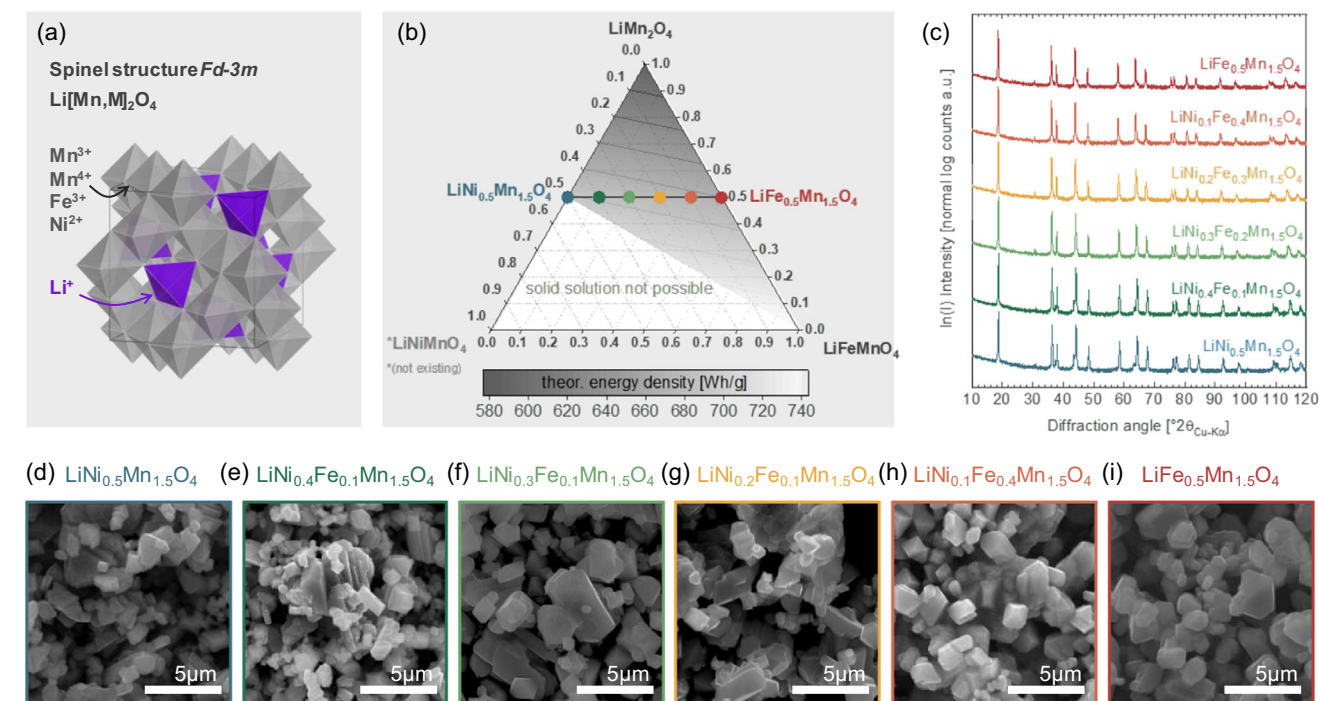 (a)
Spinel structure Fd-3m
Li[Mn,M]₂O₄
Mn³⁺
Mn⁴⁺
Fe³⁺
Ni²⁺
Li⁺
(b)
LiMn₂O₄
0.0
1.0
0.1
0.9
0.2
0.8
0.3
0.7
0.4
0.6
LiNi₀.₅Mn₁.₅O₄
0.5
LiFe₀.₅Mn₁.₅O₄
0.6
0.4
0.7
0.3
0.8
solid solution not possible
0.2
0.9
0.1
1.0
0.0
0.0 0.1 0.2 0.3 0.4 0.5 0.6 0.7 0.8 0.9 1.0
*LiNiMnO₄
LiFeMnO₄
*(not existing)
theor. energy density [Wh/g]
580 600 620 640 660 680 700 720 740
(c)
ln(I) Intensity [normal log counts a.u.]
LiFe₀.₅Mn₁.₅O₄
LiNi₀.₁Fe₀.₄Mn₁.₅O₄
LiNi₀.₂Fe₀.₃Mn₁.₅O₄
LiNi₀.₃Fe₀.₂Mn₁.₅O₄
LiNi₀.₄Fe₀.₁Mn₁.₅O₄
LiNi₀.₅Mn₁.₅O₄
10 20 30 40 50 60 70 80 90 100 110 120
Diffraction angle [°2θCu-Kα]
(d) LiNi₀.₅Mn₁.₅O₄
(e) LiNi₀.₄Fe₀.₁Mn₁.₅O₄
(f) LiNi₀.₃Fe₀.₁Mn₁.₅O₄
(g) LiNi₀.₂Fe₀.₁Mn₁.₅O₄
(h) LiNi₀.₁Fe₀.₄Mn₁.₅O₄
(i) LiFe₀.₅Mn₁.₅O₄
5µm
5µm
5µm
5µm
5µm
5µm